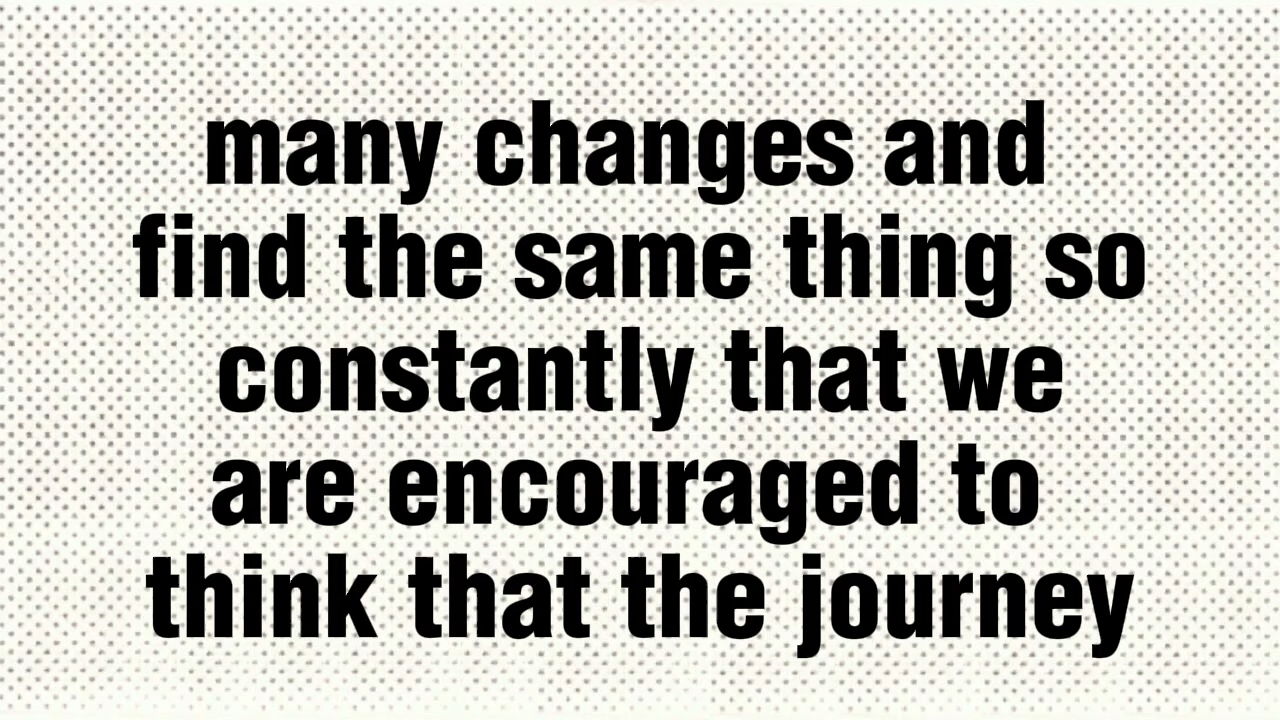 many changes and
find the same thing so
constantly that we
are encouraged to
think that the journey